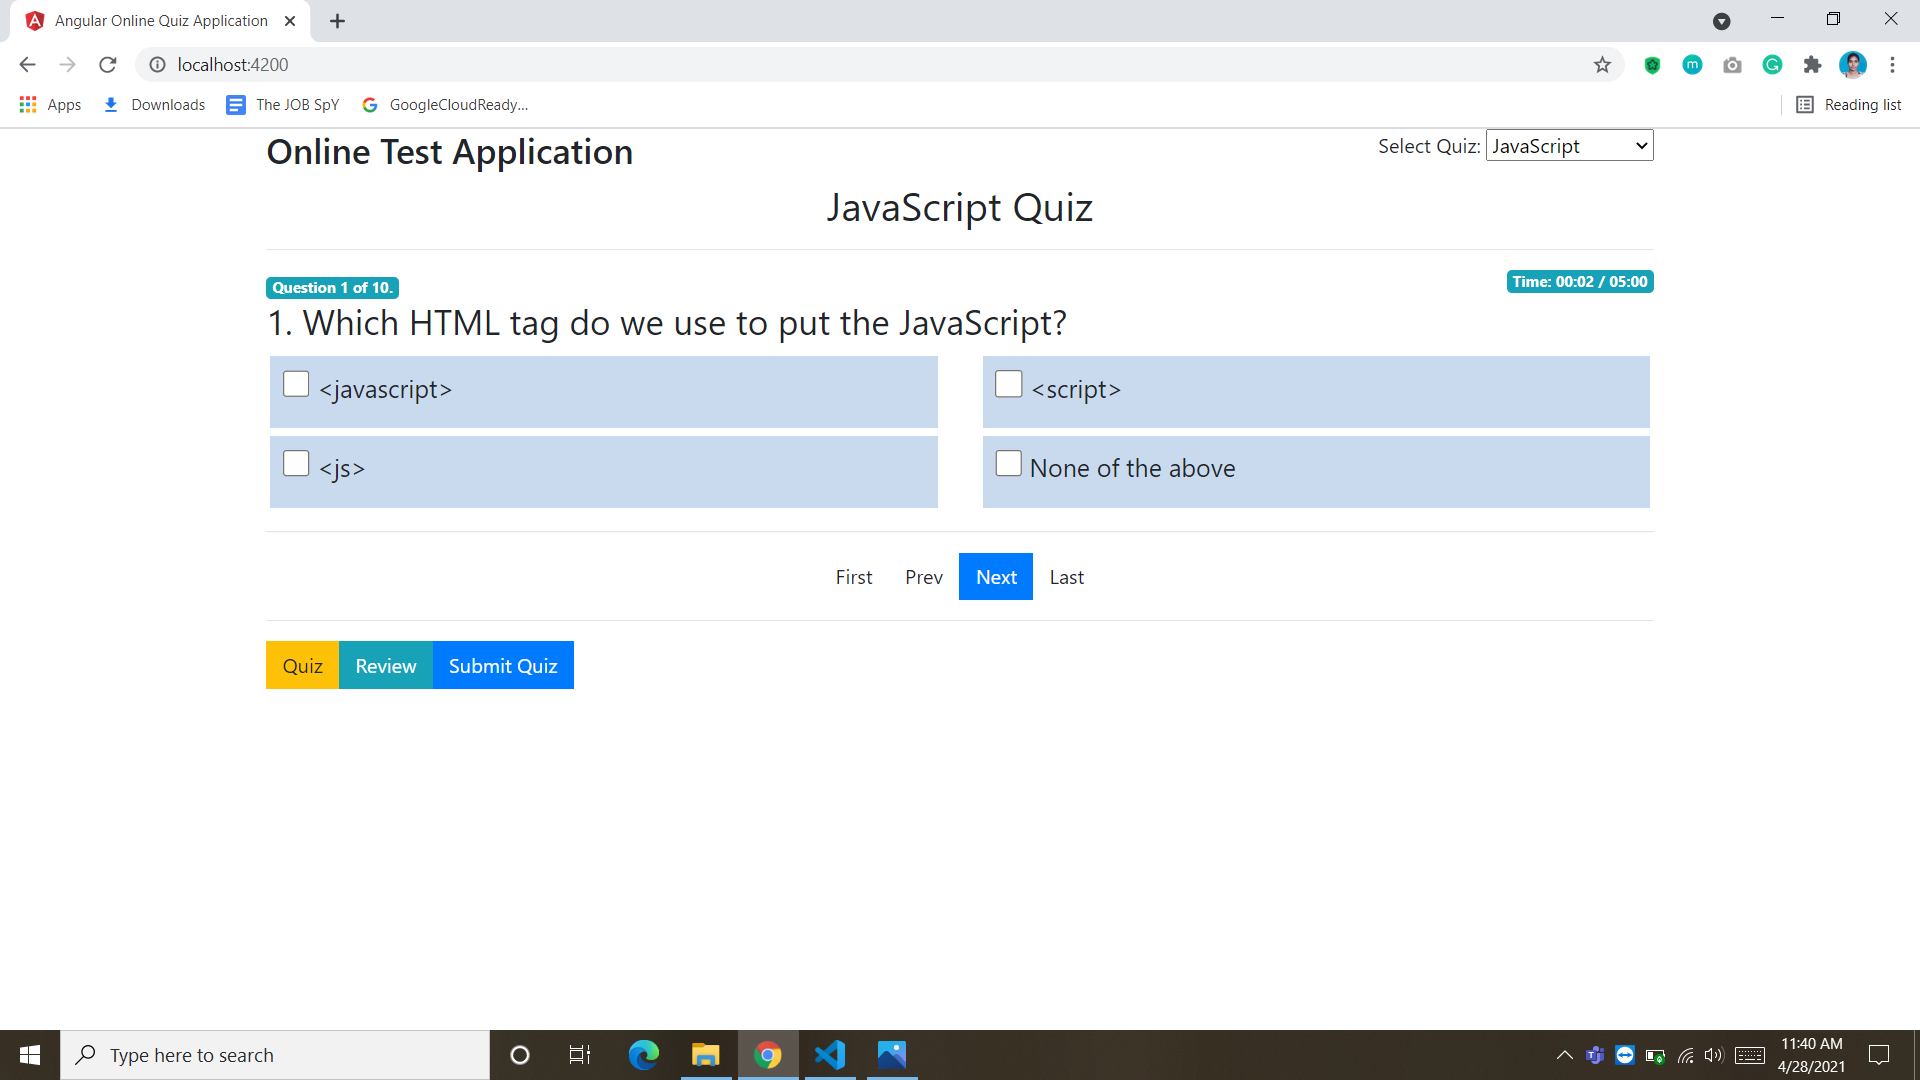 Angular Online Quiz Application
localhost:4200
Apps Downloads The JOB SpY GoogleCloudReady... Reading list
Online Test Application
Select Quiz: JavaScript
JavaScript Quiz
Question 1 of 10.
Time: 00:02 / 05:00
1. Which HTML tag do we use to put the JavaScript?
<javascript>
<script>
<js>
None of the above
First Prev Next Last
Quiz Review Submit Quiz
Type here to search
11:40 AM
4/28/2021